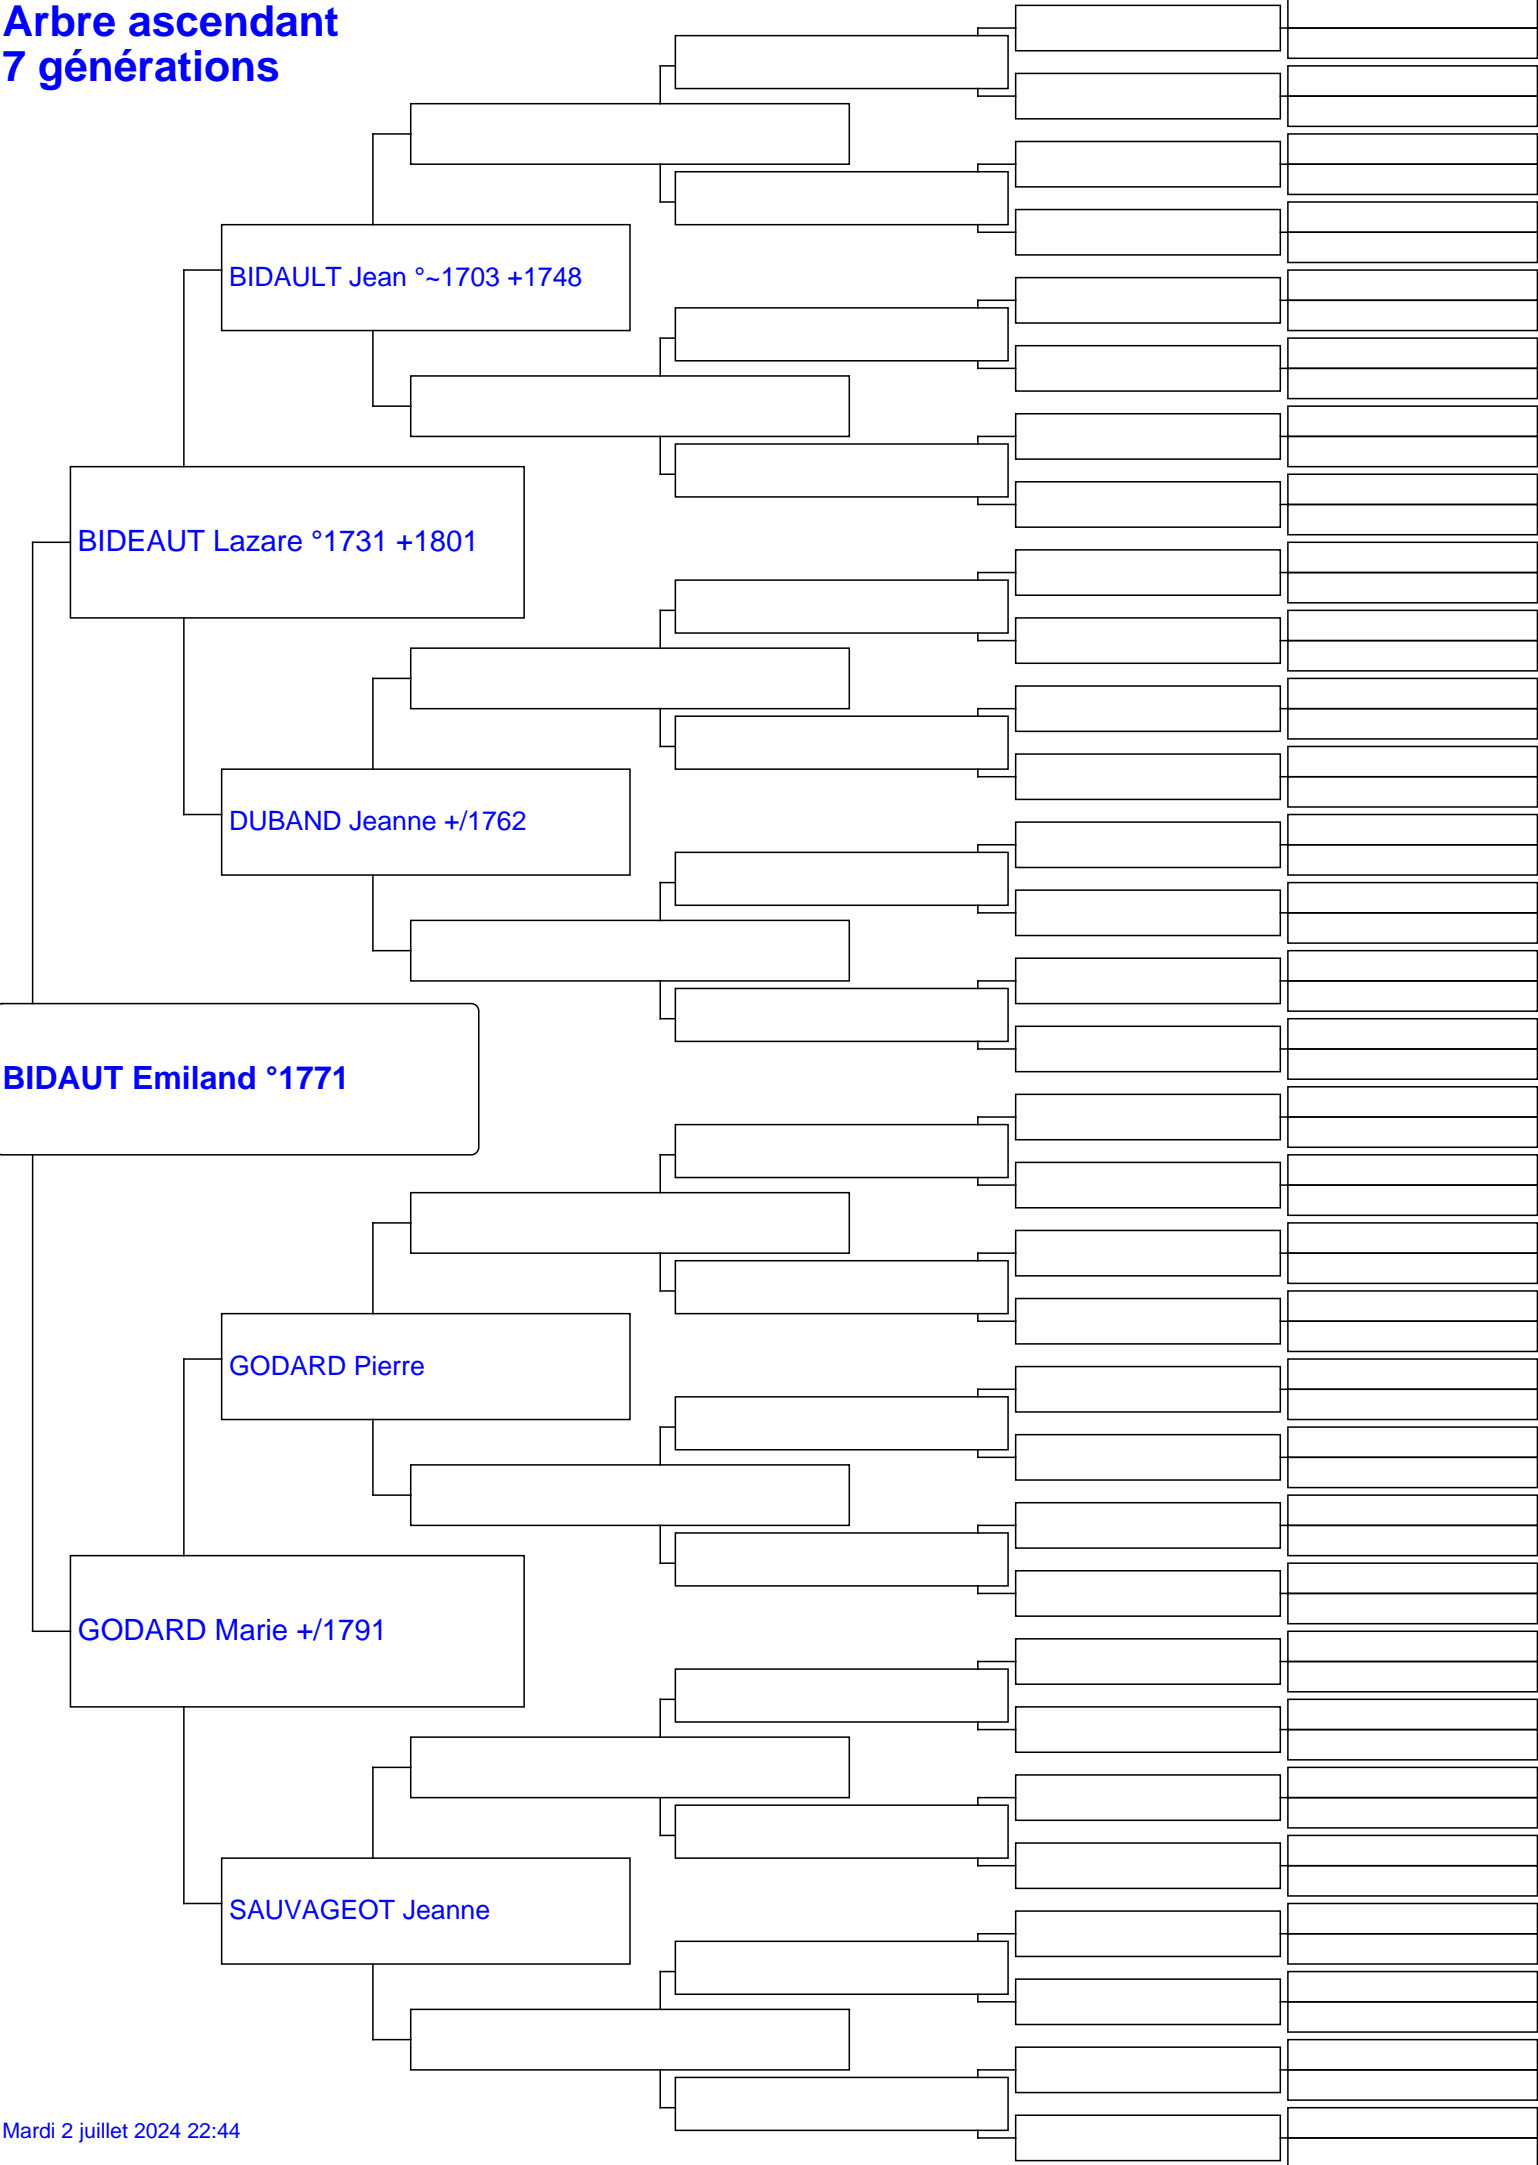 Arbre ascendant
7 générations
BIDAULT Jean °~1703 +1748
BIDEAUT Lazare °1731 +1801
DUBAND Jeanne +/1762
BIDAUT Emiland °1771
GODARD Pierre
GODARD Marie +/1791
SAUVAGEOT Jeanne
Mardi 2 juillet 2024 22:44